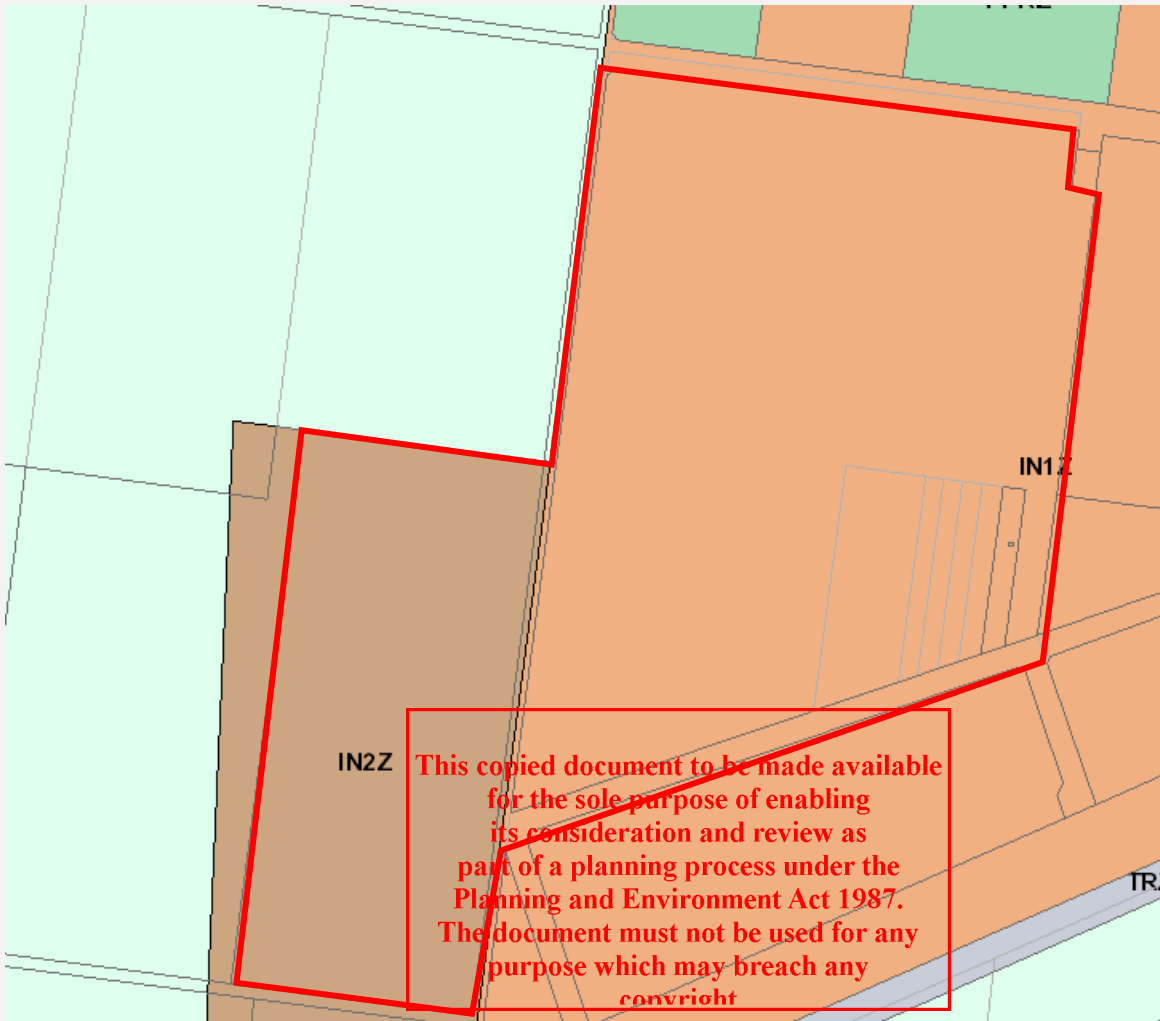 IN1Z
IN2Z
This copied document to be made available
for the sole purpose of enabling
its consideration and review as
part of a planning process under the
Planning and Environment Act 1987.
The document must not be used for any
purpose which may breach any
copyright